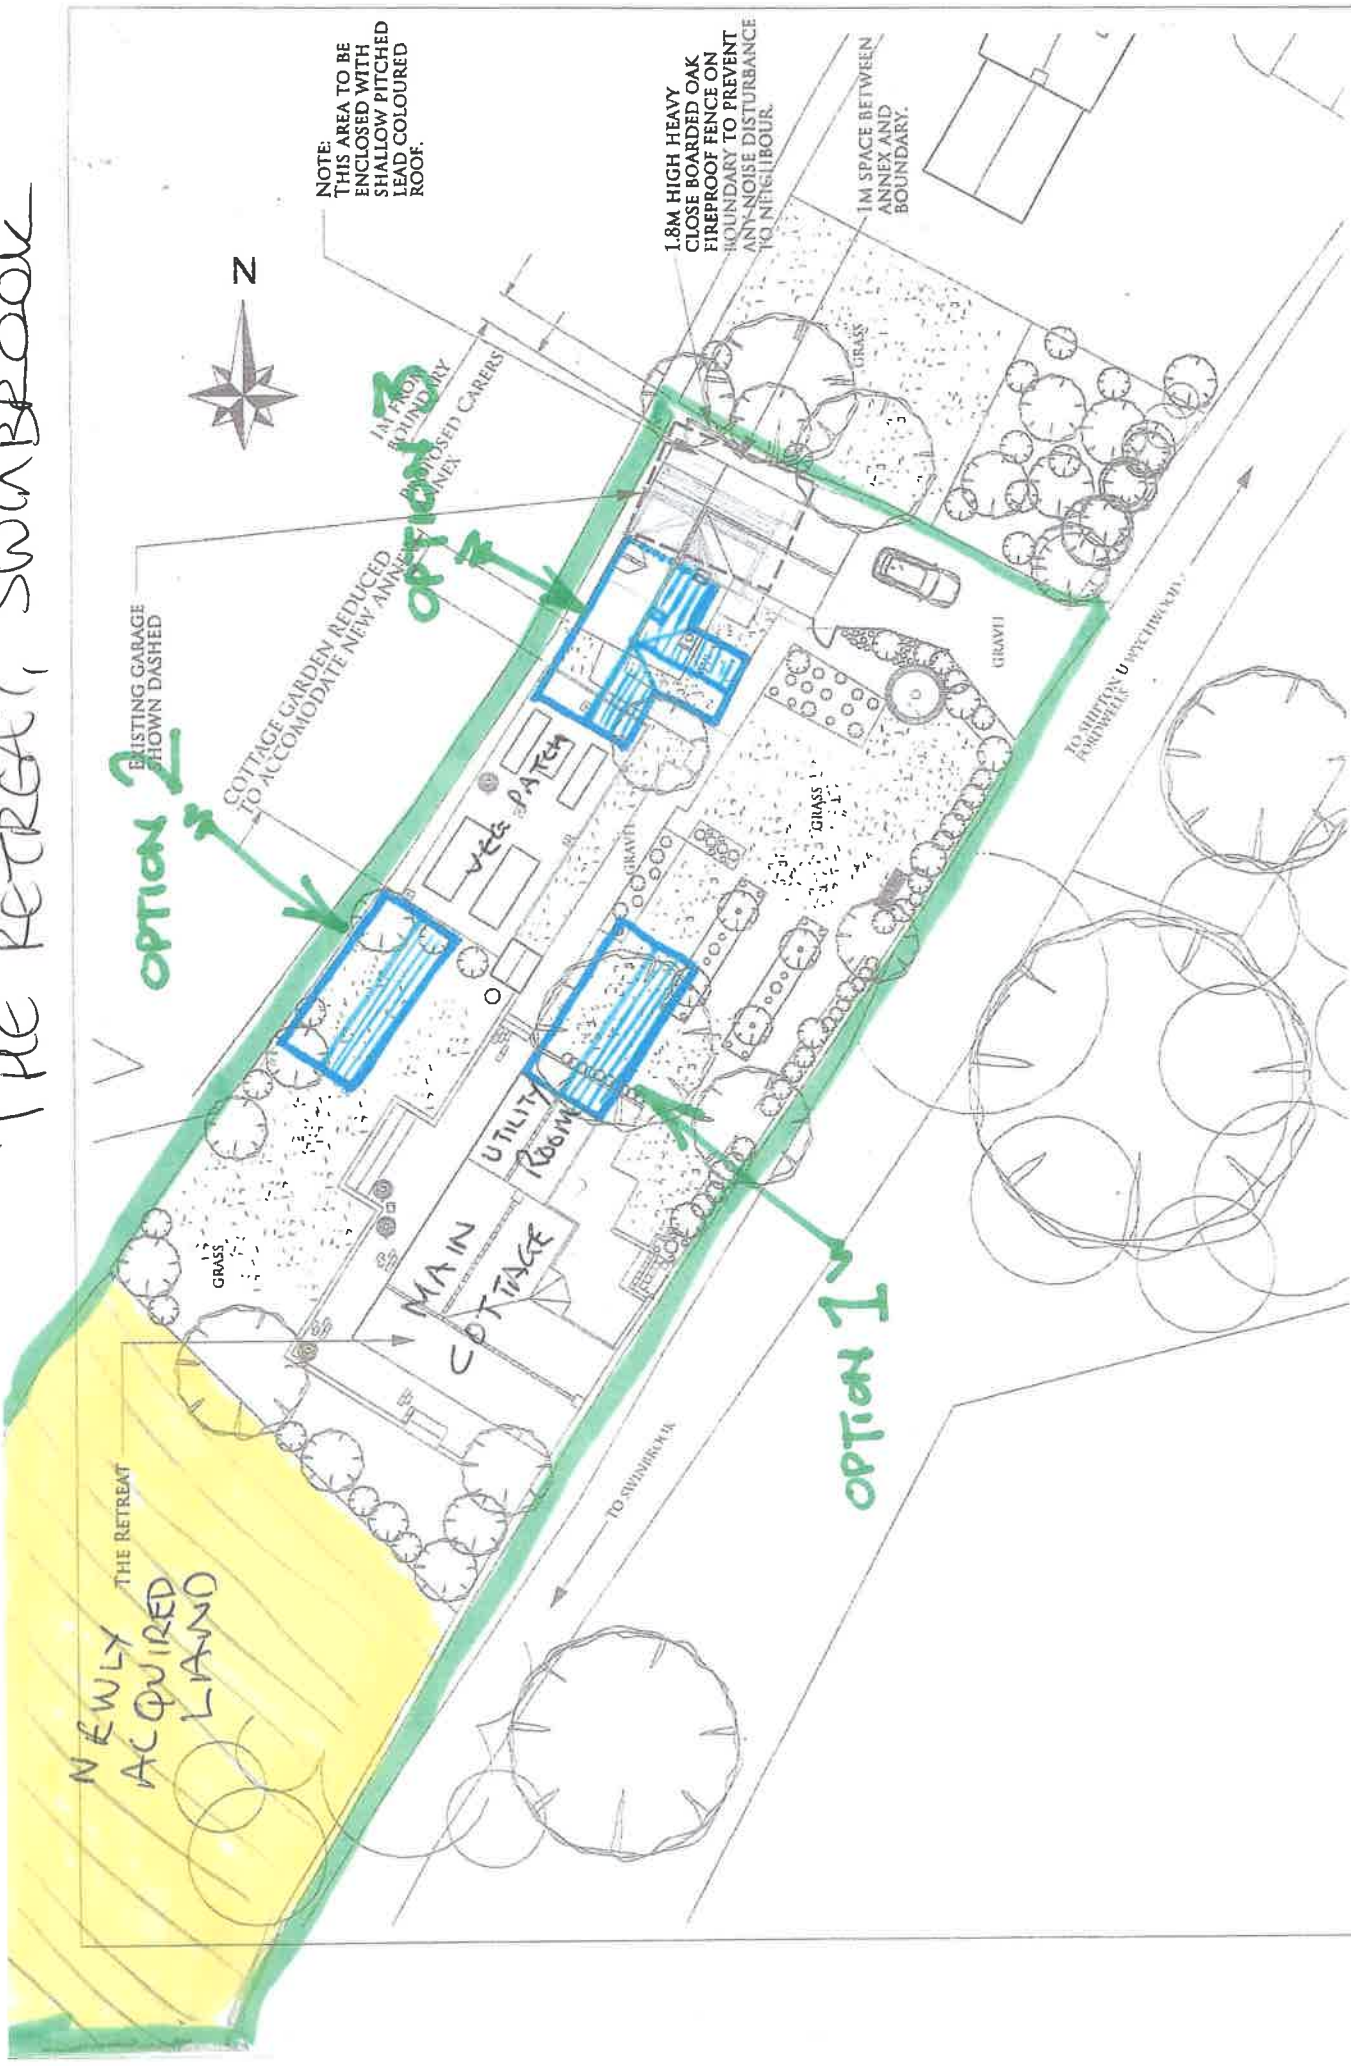 THE RETREAT, SWINBROOK
NOTE:
THIS AREA TO BE
ENCLOSED WITH
SHALLOW PITCHED
LEAD COLOURED
ROOF.
N
1.8M HIGH HEAVY
CLOSE BOARDED OAK
FIREPROOF FENCE ON
BOUNDARY TO PREVENT
ANY NOISE DISTURBANCE
TO NEIGHBOUR.
1M SPACE BETWEEN
ANNEX AND
BOUNDARY.
EXISTING GARAGE
SHOWN DASHED
COTTAGE GARDEN REDUCED
TO ACCOMODATE NEW ANNEX
1M FROM
BOUNDARY
PROPOSED CARERS
ANNEX
OPTION 3
OPTION 2
OPTION 1
VEG PATCH
GRAVEL
GRASS
GRASS
GRAVEL
GRASS
UTILITY
ROOM
MAIN
COTTAGE
THE RETREAT
NEWLY
ACQUIRED
LAND
TO SWINBROOK
TO SHIPTON U WYCHWOOD
FORDWELLS